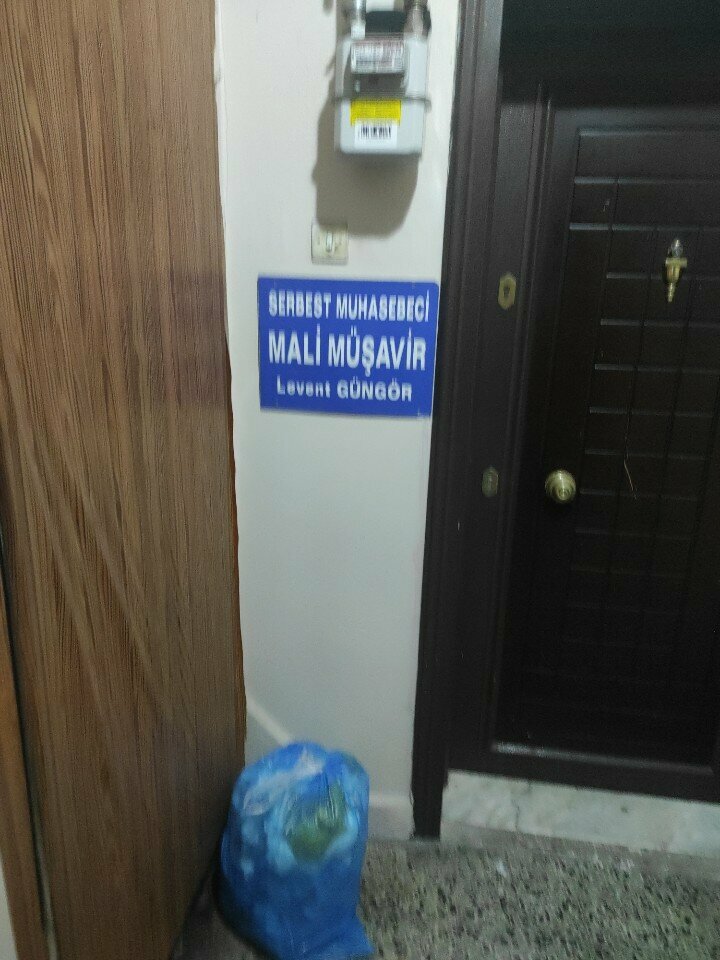 SERBEST MUHASEBECİ
MALİ MÜŞAVİR
Levent GÜNGÖR